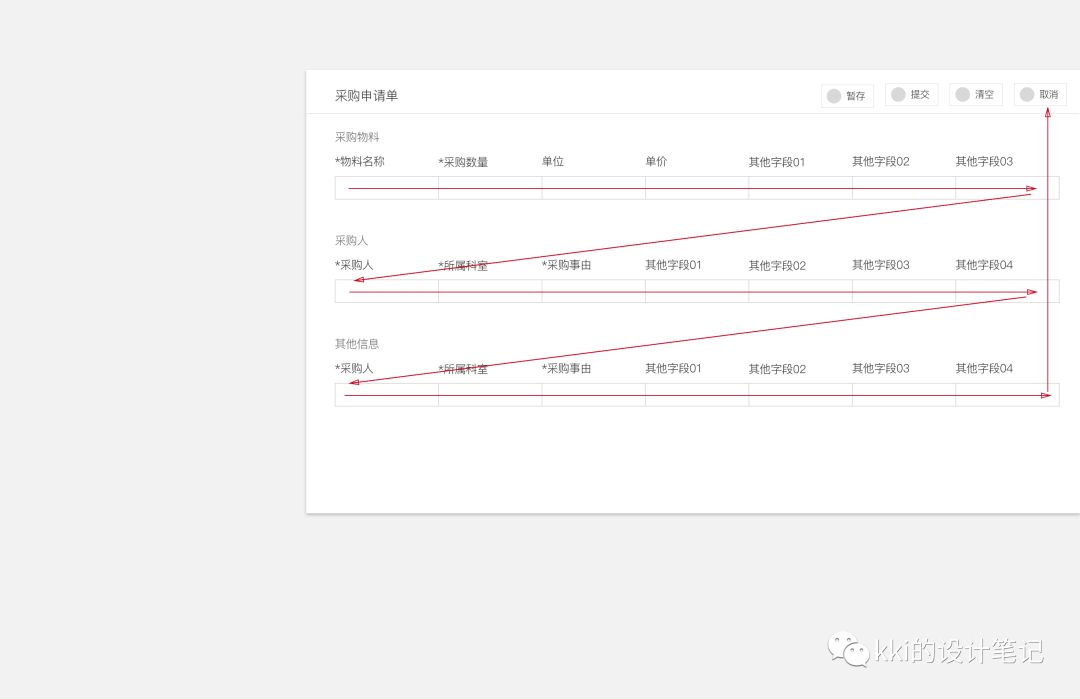 采购申请单 暂存 提交 清空 取消
采购物料
*物料名称 *采购数量 单位 单价 其他字段01 其他字段02 其他字段03
采购人
*采购人 *所属科室 *采购事由 其他字段01 其他字段02 其他字段03 其他字段04
其他信息
*采购人 *所属科室 *采购事由 其他字段01 其他字段02 其他字段03 其他字段04
kki的设计笔记